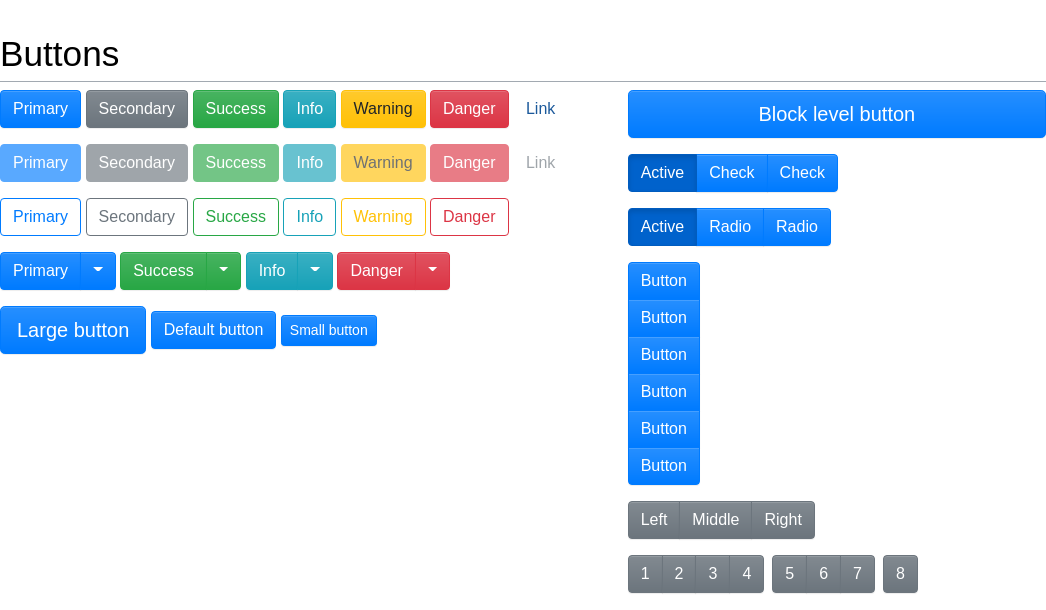 Buttons
Primary Secondary Success Info Warning Danger Link
Primary Secondary Success Info Warning Danger Link
Primary Secondary Success Info Warning Danger
Primary Success Info Danger
Large button Default button Small button
Block level button
Active Check Check
Active Radio Radio
Button
Button
Button
Button
Button
Button
Left Middle Right
1 2 3 4 5 6 7 8